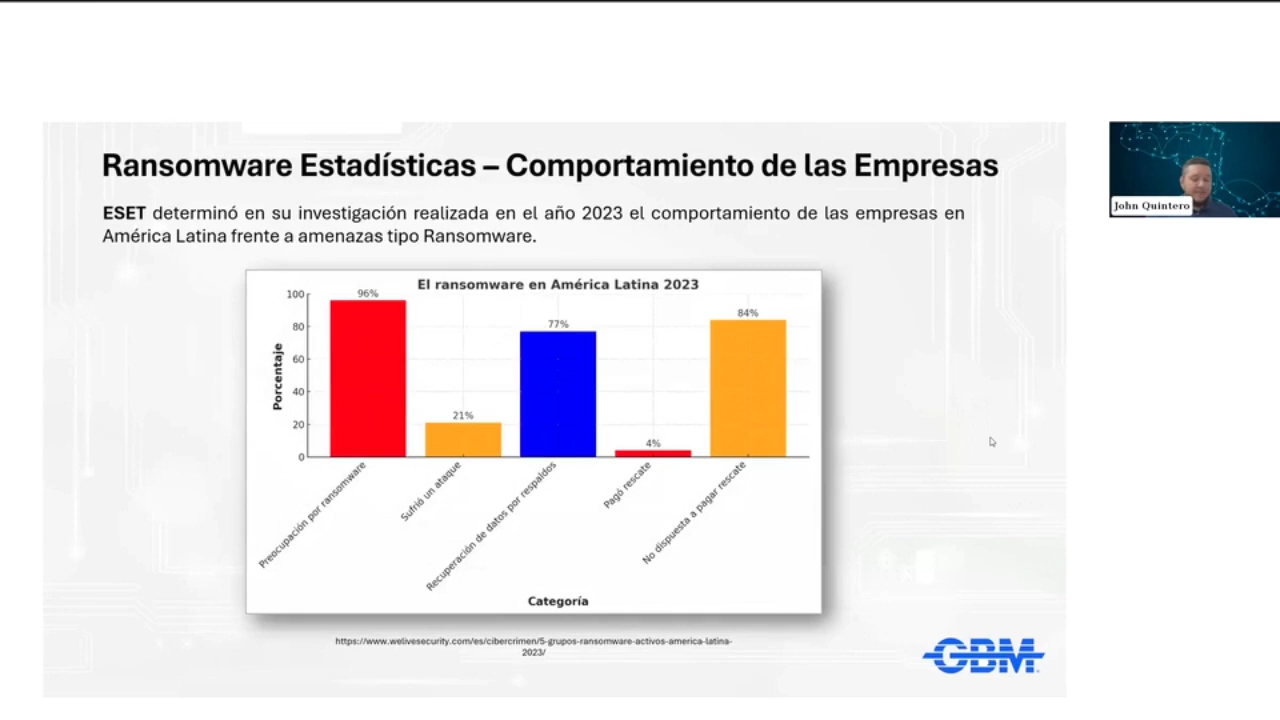 Ransomware Estadísticas – Comportamiento de las Empresas
ESET determinó en su investigación realizada en el año 2023 el comportamiento de las empresas en
América Latina frente a amenazas tipo Ransomware.
El ransomware en América Latina 2023
Porcentaje
100
80
60
40
20
0
96%
21%
77%
4%
84%
Preocupación por ransomware
Sufrió un ataque
Recuperación de datos por respaldos
Pagó rescate
No dispuesta a pagar rescate
Categoría
https://www.welivesecurity.com/es/cibercrimen/5-grupos-ransomware-activos-america-latina-
2023/
GBM
John Quintero